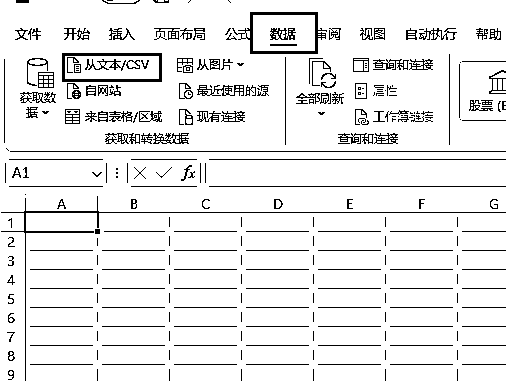 文件 开始 插入 页面布局 公式 数据 审阅 视图 自动执行 帮助
从文本/CSV 从图片 查询和连接
获取数据 自网站 最近使用的源 全部刷新 属性 股票 (E
来自表格/区域 现有连接 工作簿链接
获取和转换数据 查询和连接
A1 fx
A B C D E F G
1
2
3
4
5
6
7
8
9